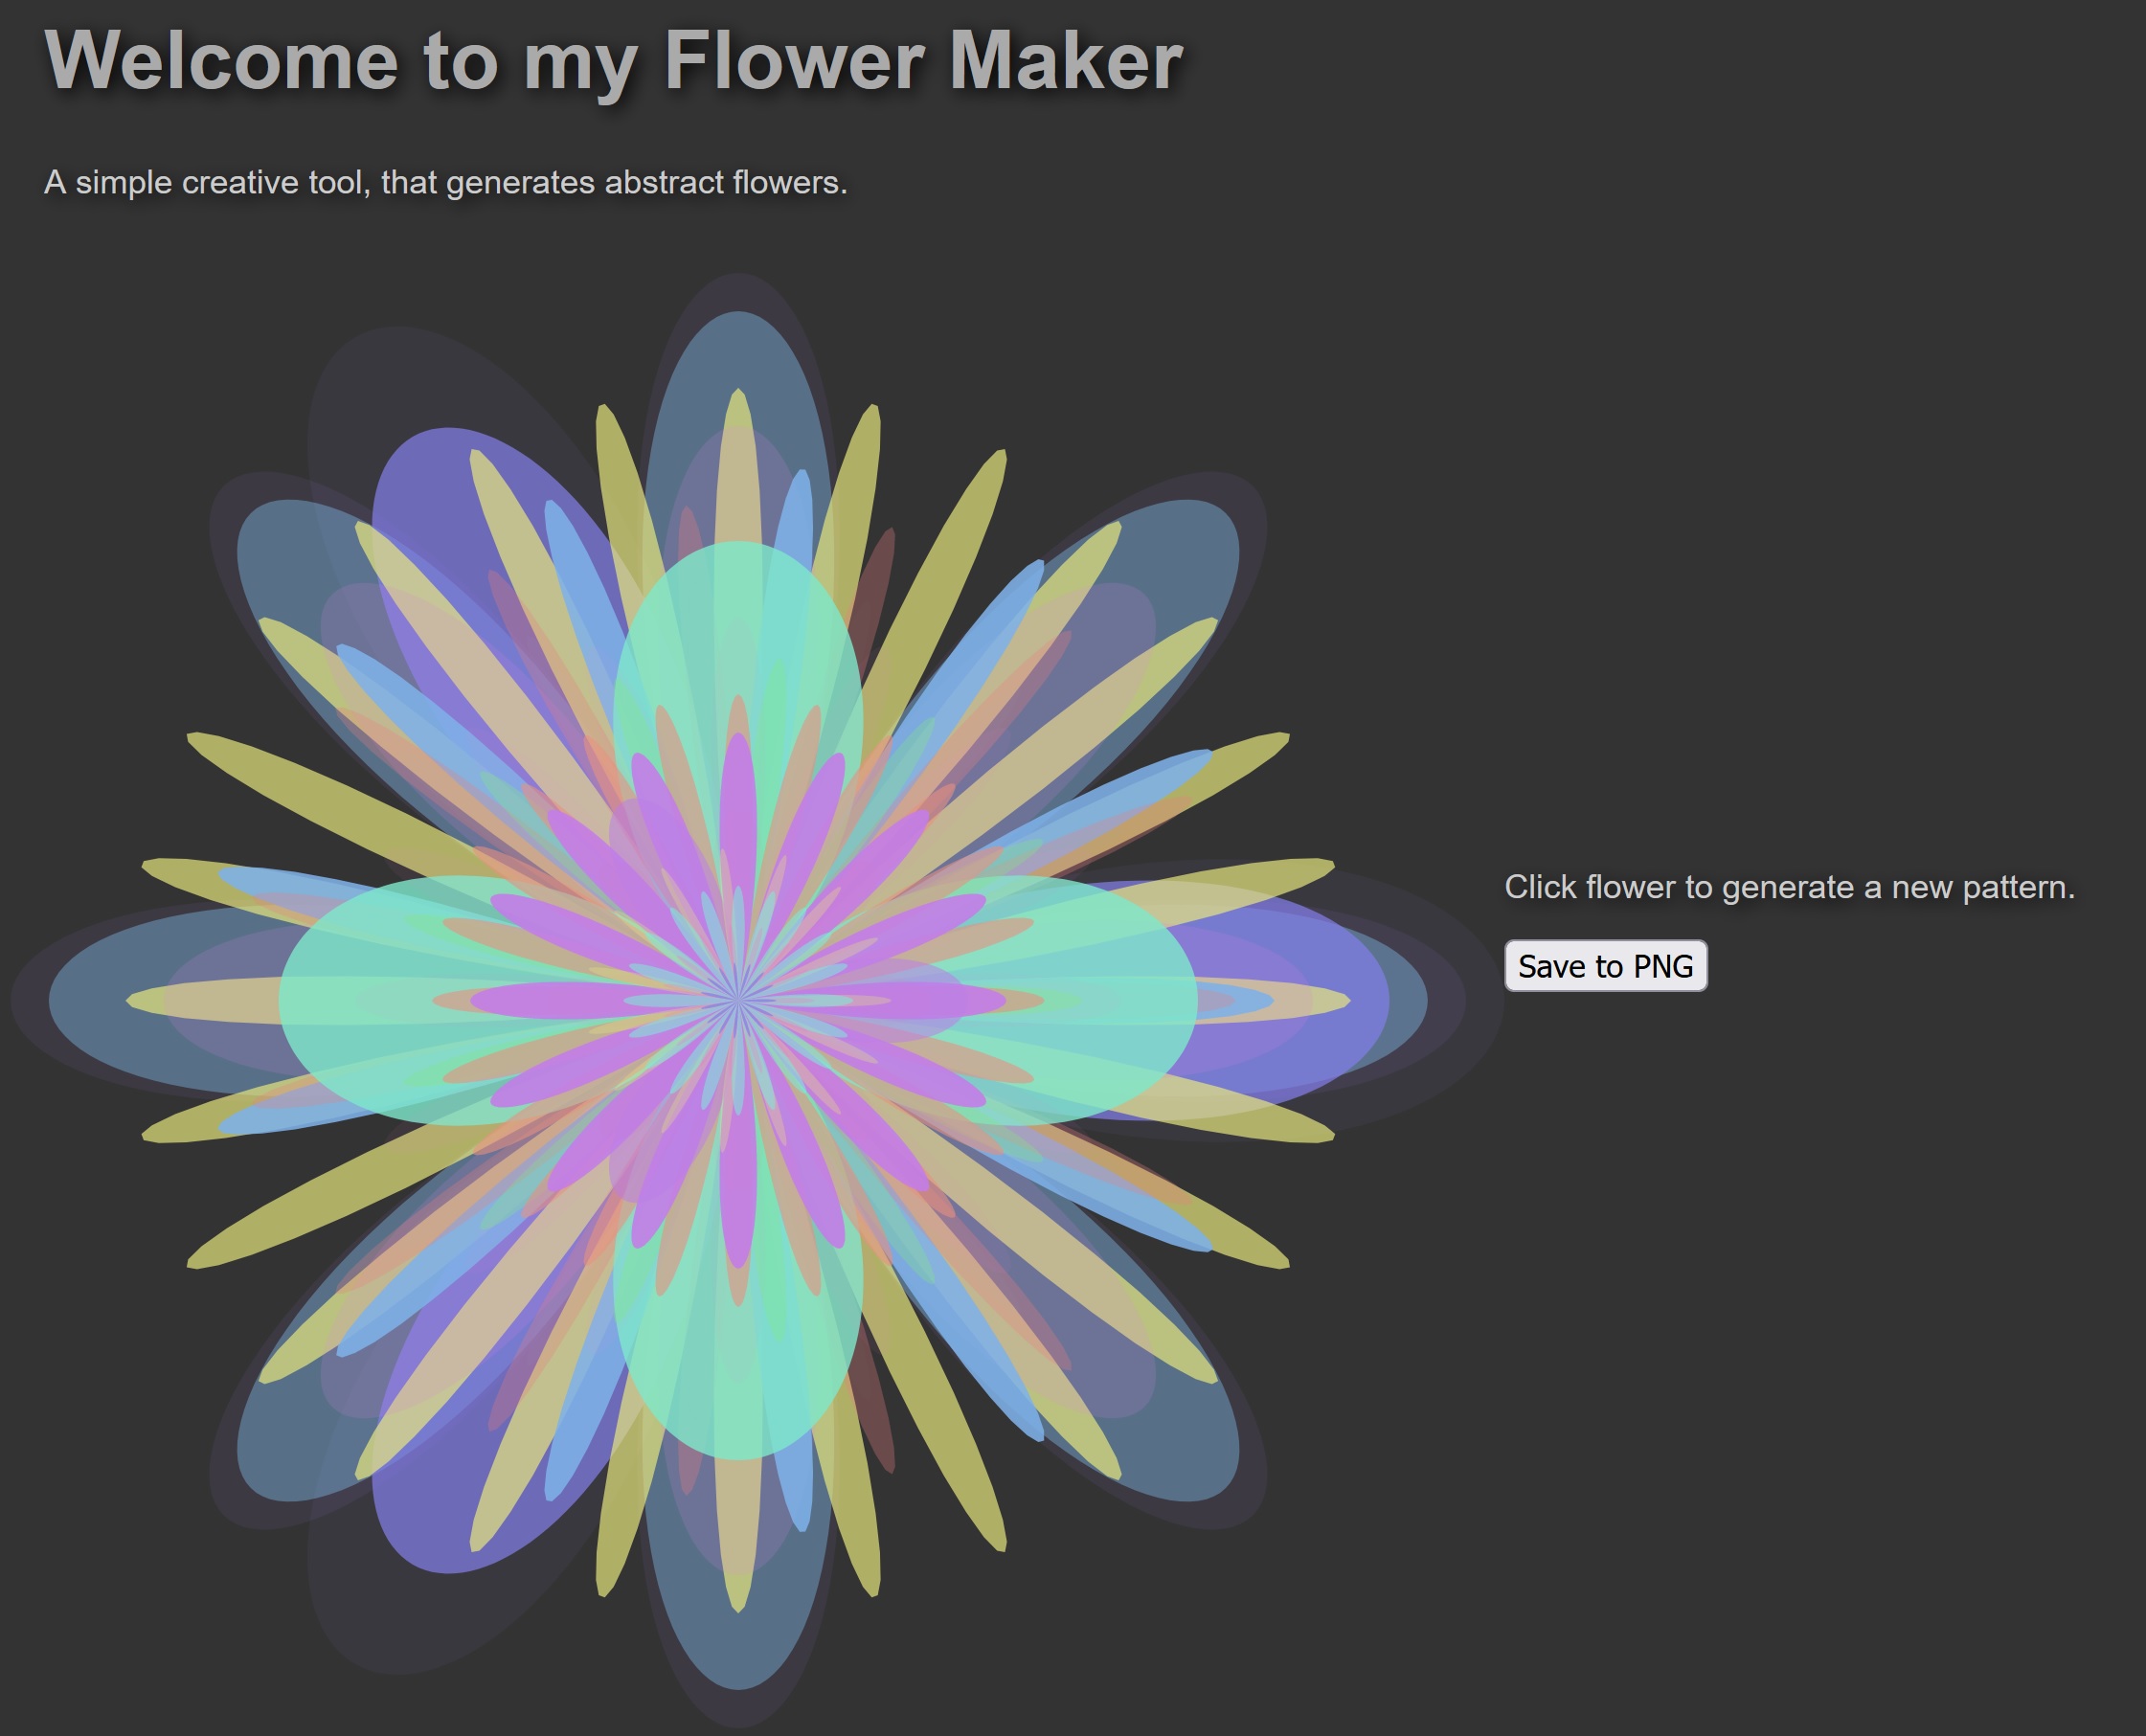 Welcome to my Flower Maker
A simple creative tool, that generates abstract flowers.
Click flower to generate a new pattern.
Save to PNG